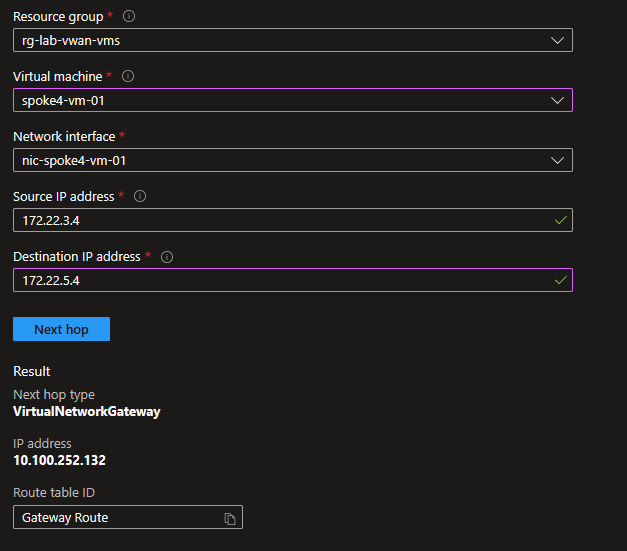 Resource group *
rg-lab-vwan-vms
Virtual machine *
spoke4-vm-01
Network interface *
nic-spoke4-vm-01
Source IP address *
172.22.3.4
Destination IP address *
172.22.5.4
Next hop
Result
Next hop type
VirtualNetworkGateway
IP address
10.100.252.132
Route table ID
Gateway Route